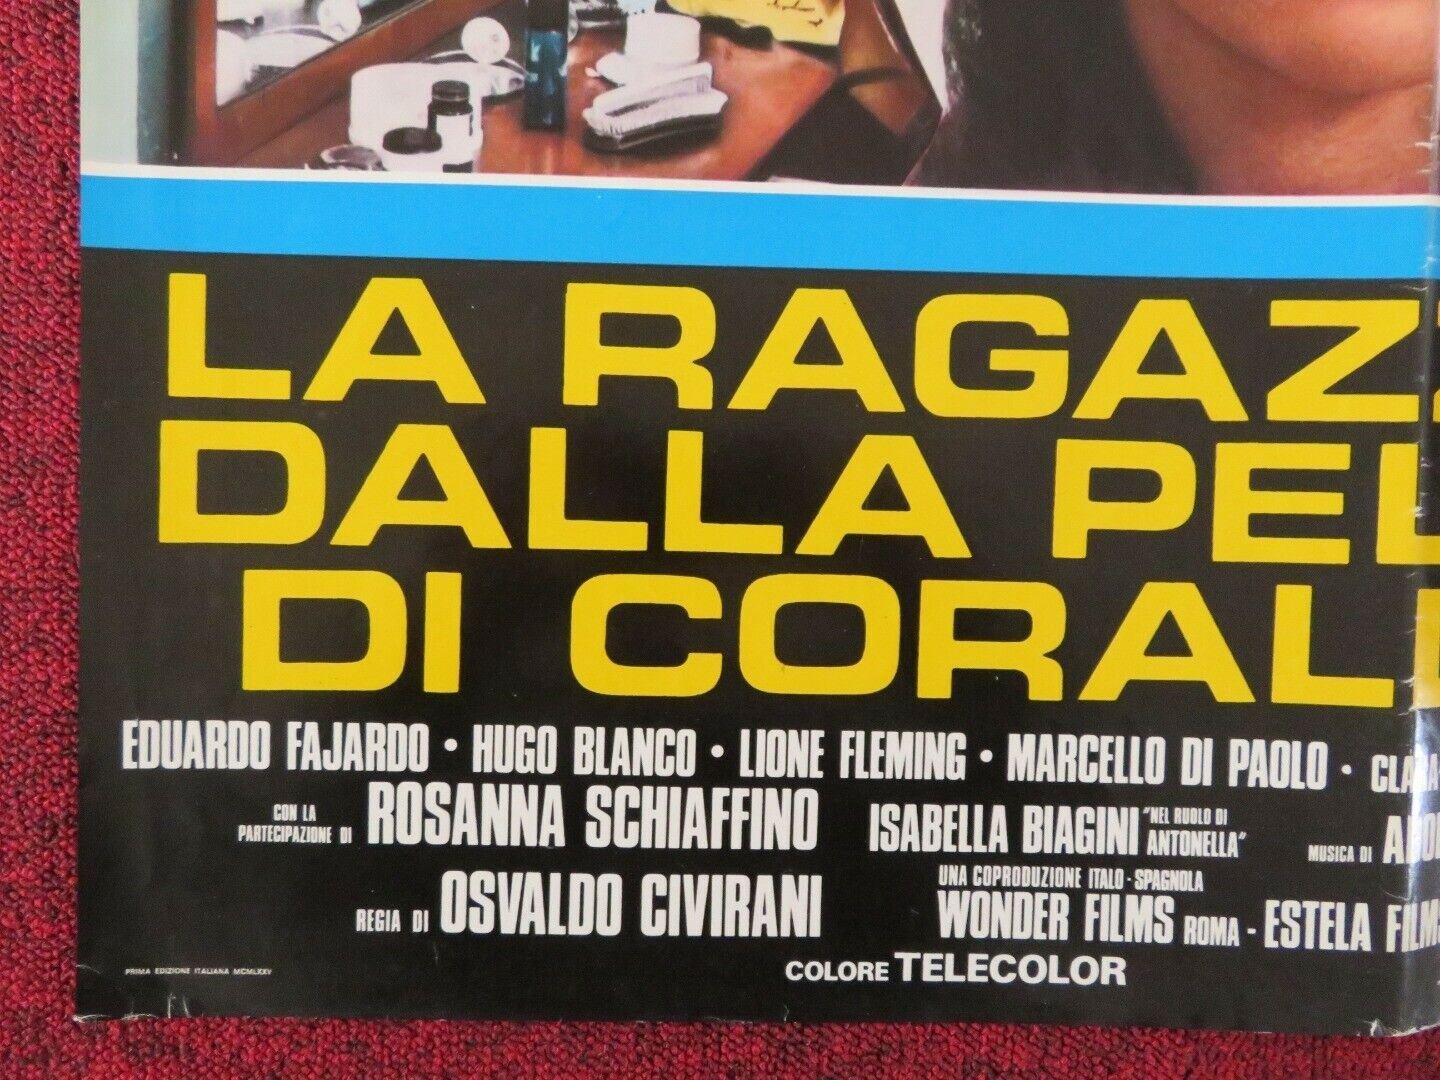 LA RAGAZZ
DALLA PEL
DI CORAL
EDUARDO FAJARDO • HUGO BLANCO • LIONE FLEMING • MARCELLO DI PAOLO • CLARA
CON LA PARTECIPAZIONE DI ROSANNA SCHIAFFINO ISABELLA BIAGINI "NEL RUOLO DI ANTONELLA" MUSICA DI
REGIA DI OSVALDO CIVIRANI
UNA COPRODUZIONE ITALO-SPAGNOLA
WONDER FILMS ROMA - ESTELA FILMS
PRIMA EDIZIONE ITALIANA MCMLXXV
COLORE TELECOLOR